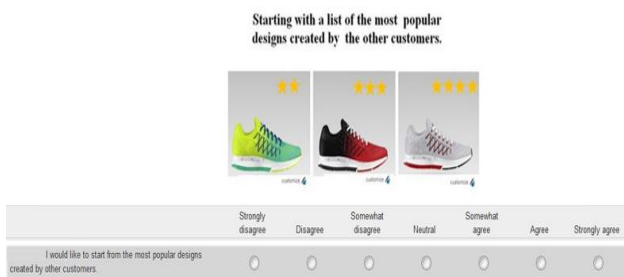 Starting with a list of the most popular
designs created by the other customers.
customize
customize
customize
Strongly disagree
Disagree
Somewhat disagree
Neutral
Somewhat agree
Agree
Strongly agree
I would like to start from the most popular designs
created by other customers.